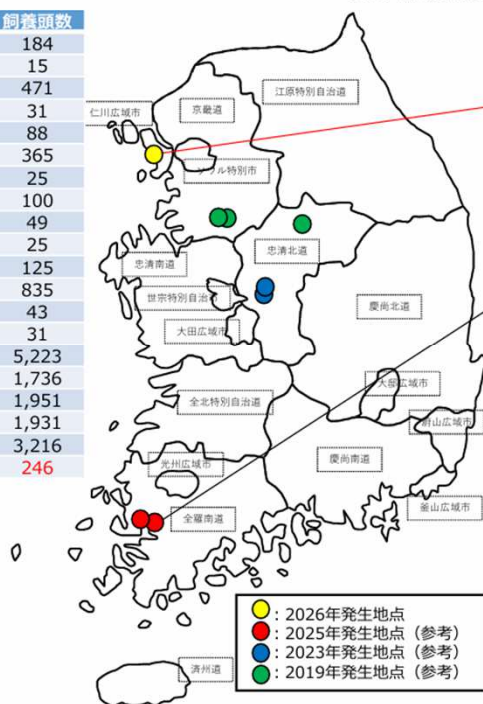 飼養頭数
184
15
471
31
88
365
25
100
49
25
125
835
43
31
5,223
1,736
1,951
1,931
3,216
246
江原特別自治道
京畿道
仁川広域市
ソウル特別市
忠清北道
忠清南道
世宗特別自治市
慶尚北道
大田広域市
大邱広域市
全北特別自治道
蔚山広域市
慶尚南道
光州広域市
釜山広域市
全羅南道
済州道
：2026年発生地点
：2025年発生地点（参考）
：2023年発生地点（参考）
：2019年発生地点（参考）